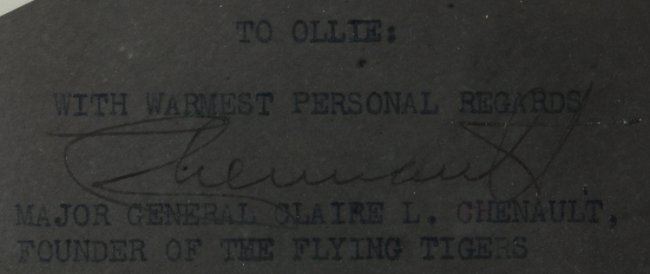 TO OLLIE:
WITH WARMEST PERSONAL REGARDS
Chennault
MAJOR GENERAL CLAIRE L. CHENAULT,
FOUNDER OF THE FLYING TIGERS